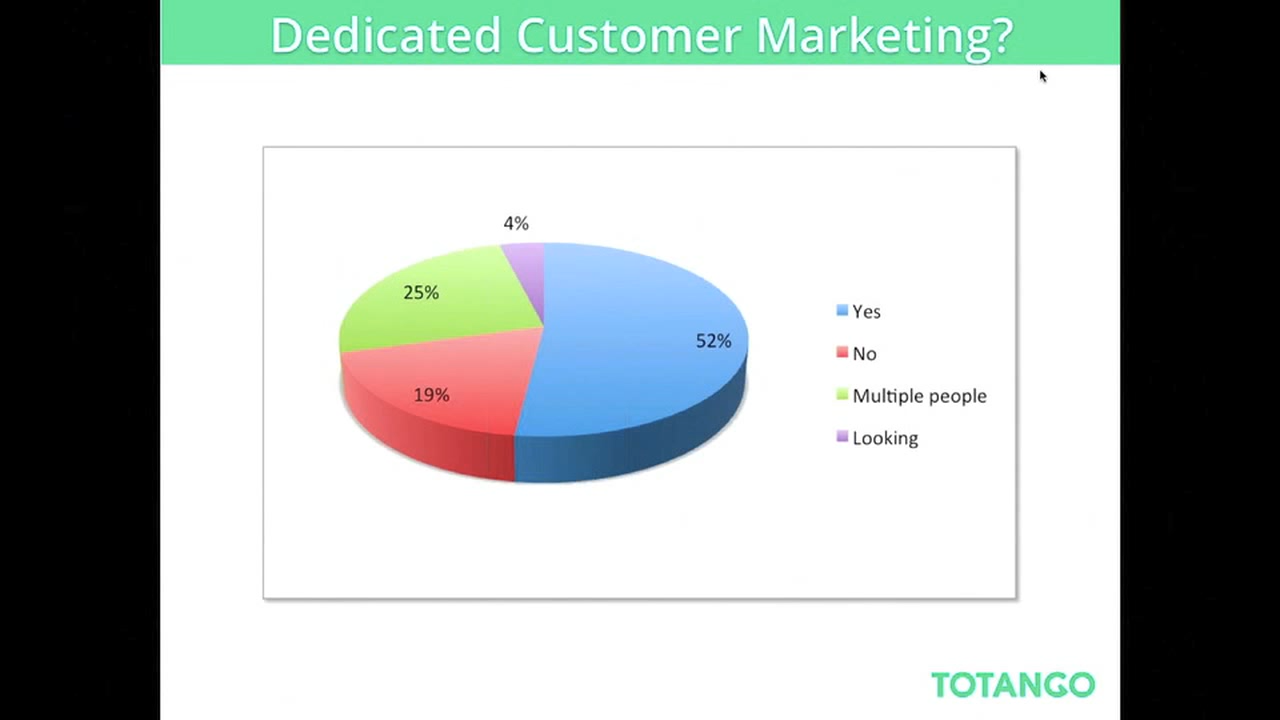 Dedicated Customer Marketing?
4%
25%
52%
19%
Yes
No
Multiple people
Looking
TOTANGO